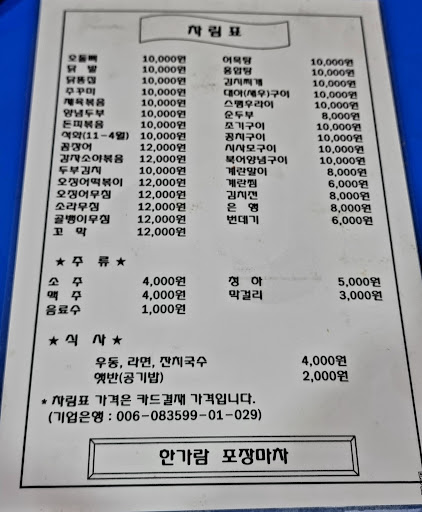 차림표
오돌뼈 10,000원 어묵탕 10,000원
닭 발 10,000원 홍합탕 10,000원
닭똥집 10,000원 김치찌개 10,000원
쭈꾸미 10,000원 대하(새우)구이 10,000원
제육볶음 10,000원 스팸후라이 10,000원
양념두부 10,000원 순두부 8,000원
돈피볶음 10,000원 조기구이 10,000원
석화(11-4월) 10,000원 꽁치구이 10,000원
꼼장어 12,000원 시사모구이 10,000원
감자소야볶음 12,000원 북어양념구이 10,000원
두부김치 10,000원 계란말이 8,000원
오징어떡볶이 12,000원 계란찜 6,000원
오징어무침 12,000원 김치전 8,000원
소라무침 12,000원 은 행 8,000원
골뱅이무침 12,000원 번데기 6,000원
꼬 막 12,000원
★ 주 류 ★
소 주 4,000원 청 하 5,000원
맥 주 4,000원 막걸리 3,000원
음료수 1,000원
★ 식 사 ★
우동, 라면, 잔치국수 4,000원
햇반(공기밥) 2,000원
* 차림표 가격은 카드결재 가격입니다.
(기업은행 : 006-083599-01-029)
한가람 포장마차